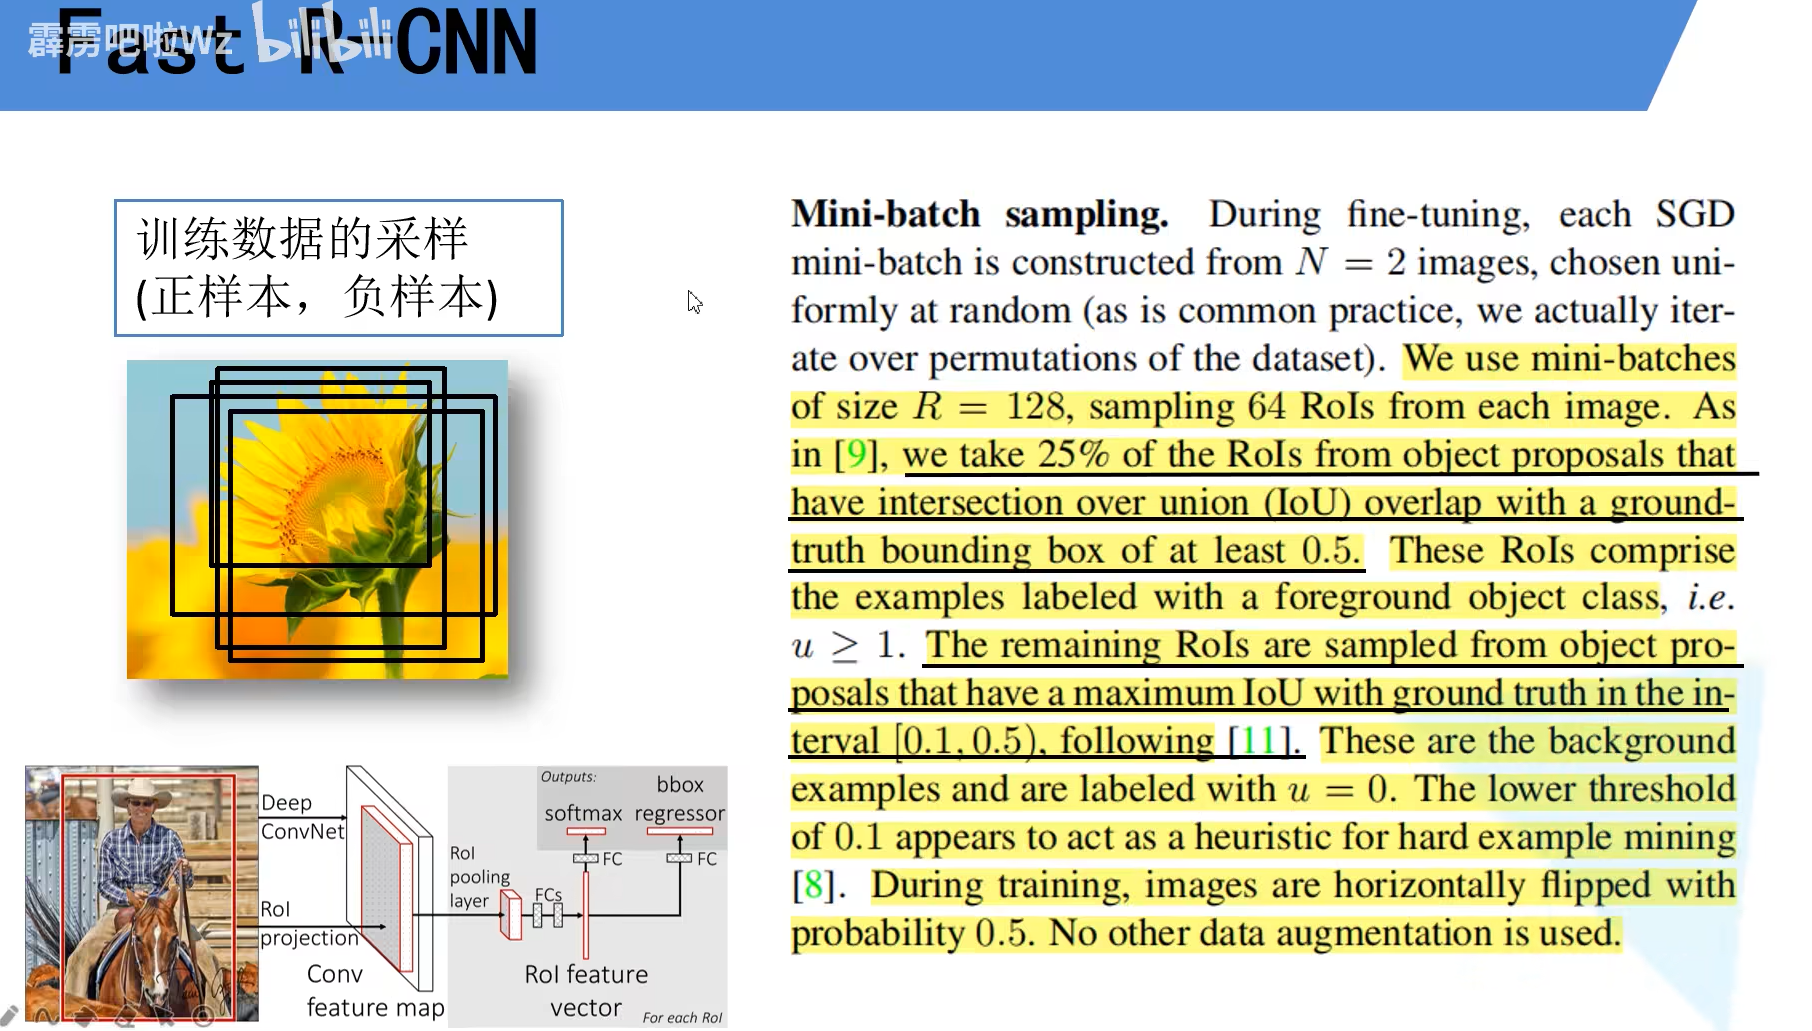 Fast R-CNN
霹雳吧啦Wz bilibili
训练数据的采样
(正样本，负样本)
Mini-batch sampling. During fine-tuning, each SGD
mini-batch is constructed from N = 2 images, chosen uni-
formly at random (as is common practice, we actually iter-
ate over permutations of the dataset). We use mini-batches
of size R = 128, sampling 64 RoIs from each image. As
in [9], we take 25% of the RoIs from object proposals that
have intersection over union (IoU) overlap with a ground-
truth bounding box of at least 0.5. These RoIs comprise
the examples labeled with a foreground object class, i.e.
u ≥ 1. The remaining RoIs are sampled from object pro-
posals that have a maximum IoU with ground truth in the in-
terval [0.1, 0.5), following [11]. These are the background
examples and are labeled with u = 0. The lower threshold
of 0.1 appears to act as a heuristic for hard example mining
[8]. During training, images are horizontally flipped with
probability 0.5. No other data augmentation is used.
Deep
ConvNet
RoI
projection
Conv
feature map
RoI
pooling
layer
FCs
Outputs:
softmax
bbox
regressor
FC
FC
RoI feature
vector
For each RoI